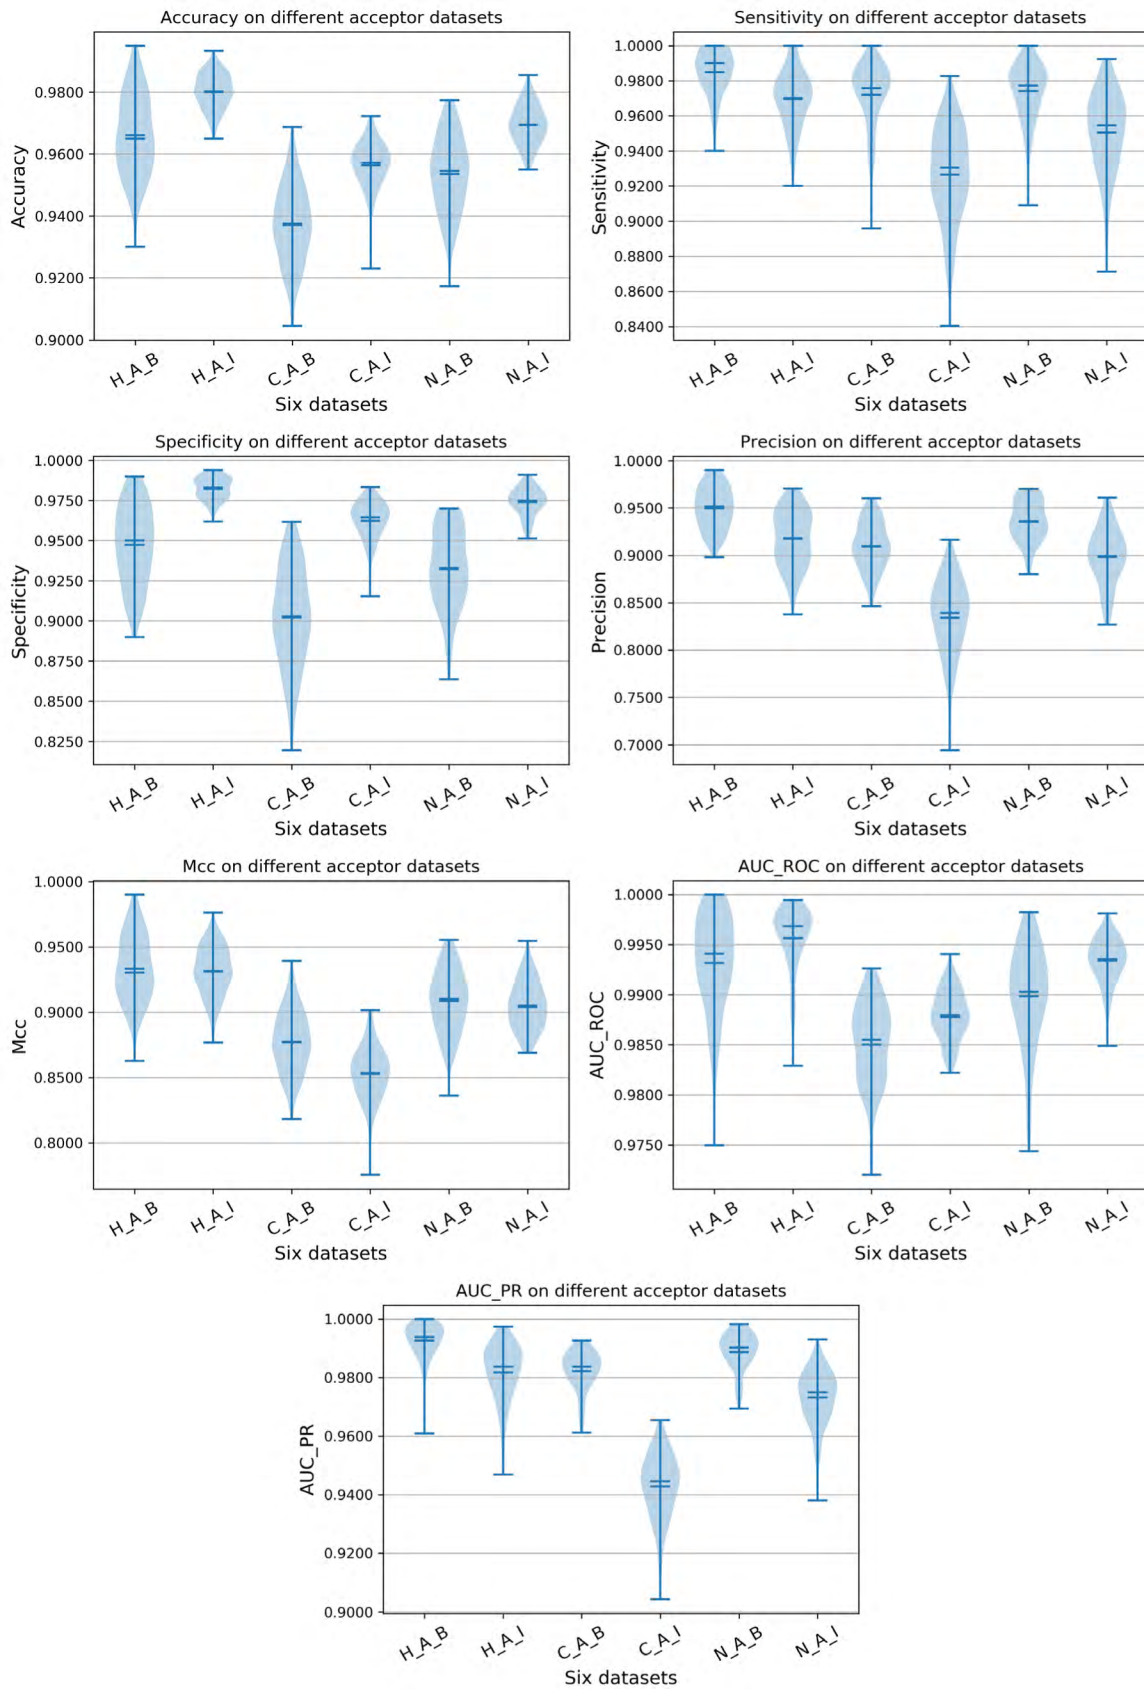 Accuracy on different acceptor datasets
Accuracy
0.9800
0.9600
0.9400
0.9200
0.9000
H_A_B H_A_I C_A_B C_A_I N_A_B N_A_I
Six datasets
Sensitivity on different acceptor datasets
Sensitivity
1.0000
0.9800
0.9600
0.9400
0.9200
0.9000
0.8800
0.8600
0.8400
H_A_B H_A_I C_A_B C_A_I N_A_B N_A_I
Six datasets
Specificity on different acceptor datasets
Specificity
1.0000
0.9750
0.9500
0.9250
0.9000
0.8750
0.8500
0.8250
H_A_B H_A_I C_A_B C_A_I N_A_B N_A_I
Six datasets
Precision on different acceptor datasets
Precision
1.0000
0.9500
0.9000
0.8500
0.8000
0.7500
0.7000
H_A_B H_A_I C_A_B C_A_I N_A_B N_A_I
Six datasets
Mcc on different acceptor datasets
Mcc
1.0000
0.9500
0.9000
0.8500
0.8000
H_A_B H_A_I C_A_B C_A_I N_A_B N_A_I
Six datasets
AUC_ROC on different acceptor datasets
AUC_ROC
1.0000
0.9950
0.9900
0.9850
0.9800
0.9750
H_A_B H_A_I C_A_B C_A_I N_A_B N_A_I
Six datasets
AUC_PR on different acceptor datasets
AUC_PR
1.0000
0.9800
0.9600
0.9400
0.9200
0.9000
H_A_B H_A_I C_A_B C_A_I N_A_B N_A_I
Six datasets